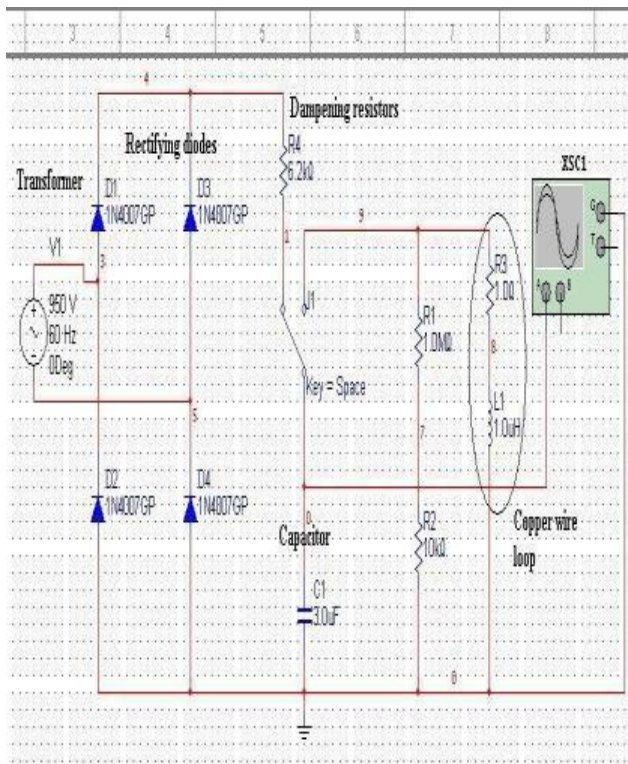 3 4 5 6 7 8
4
Dampening resistors
Rectifying diodes
R4
6.2kΩ
XSC1
Transformer
D1
1N4007GP
D3
1N4007GP
G
T
A B
V1
3
9
1
950 V
60 Hz
0Deg
J1
R3
1.0Ω
R1
1.0MΩ
8
Key = Space
L1
1.0uH
5
7
D2
1N4007GP
D4
1N4007GP
Capacitor
R2
10kΩ
Copper wire
loop
C1
3.0uF
0